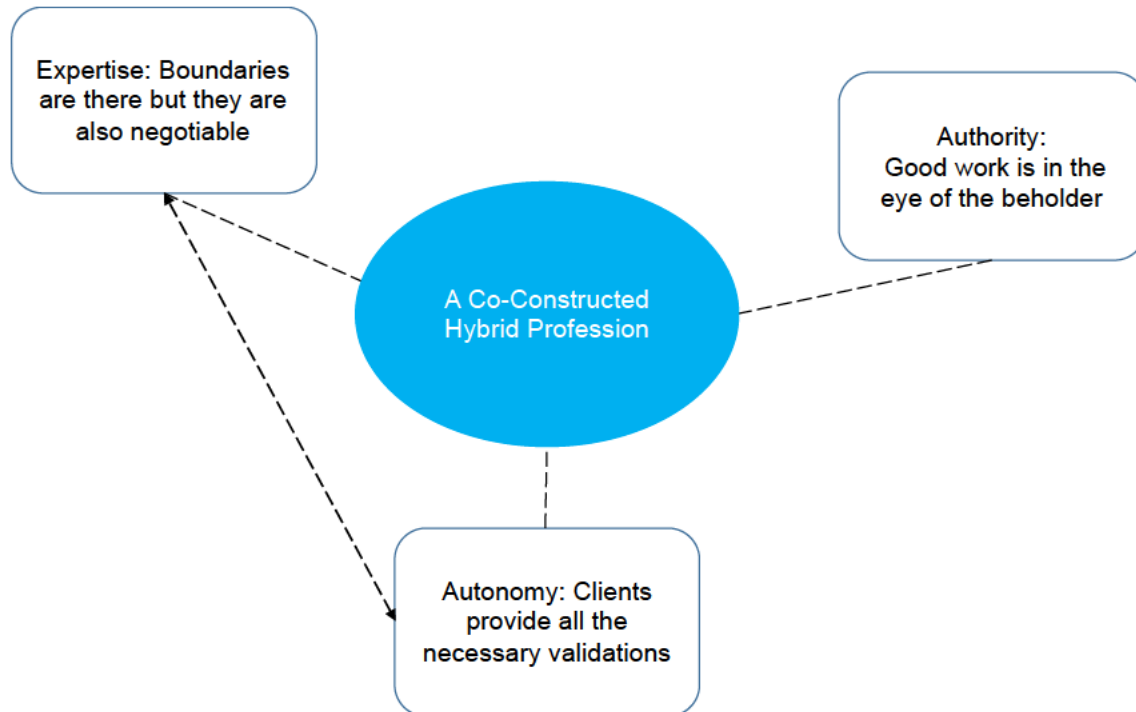 Expertise: Boundaries
are there but they are
also negotiable
Authority:
Good work is in the
eye of the beholder
A Co-Constructed
Hybrid Profession
Autonomy: Clients
provide all the
necessary validations